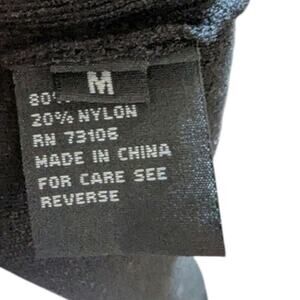 M
80%
20% NYLON
RN 73106
MADE IN CHINA
FOR CARE SEE
REVERSE